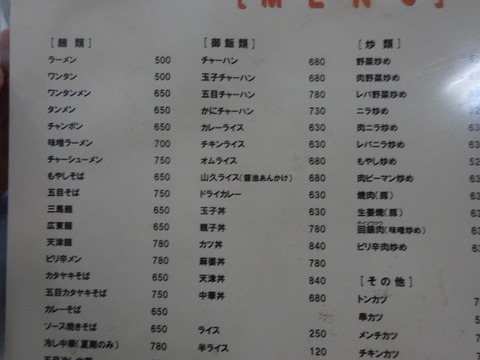 [MENU]
[麺 類]
ラーメン 500
ワンタン 500
ワンタンメン 650
タンメン 650
チャンポン 650
味噌ラーメン 700
チャーシューメン 750
もやしそば 650
五目そば 750
三馬麺 650
広東麺 650
天津麺 780
ピリ辛メン 780
カタヤキそば 650
五目カタヤキそば 750
カレーそば 650
ソース焼きそば 650
冷し中華(夏期のみ) 780
[御 飯 類]
チャーハン 680
玉子チャーハン 680
五目チャーハン 780
かにチャーハン 730
カレーライス 630
チキンライス 630
オムライス 680
山久ライス(醤油あんかけ) 680
ドライカレー 630
玉子丼 630
親子丼 780
カツ丼 840
麻婆丼 780
天津丼 840
中華丼 680
ライス 250
半ライス 120
[炒 類]
野菜炒め
肉野菜炒め
レバ野菜炒め
ニラ炒め
肉ニラ炒め
レバニラ炒め
もやし炒め
肉ピーマン炒め
焼肉(豚)
生姜焼(豚)
回鍋肉(味噌炒め)
ピリ辛肉炒め
[そ の 他]
トンカツ
串カツ
メンチカツ
チキンカツ